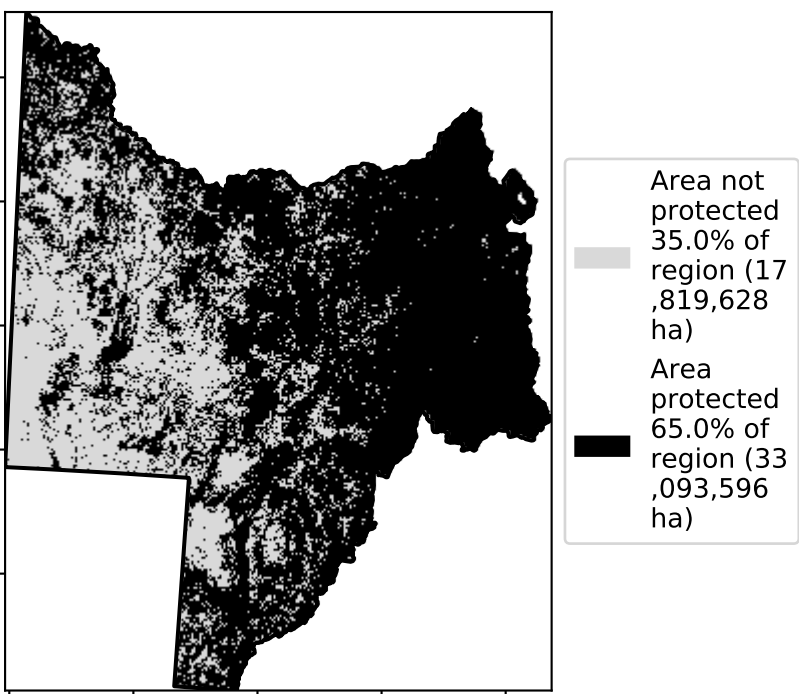 Area not
protected
35.0% of
region (17
,819,628
ha)
Area
protected
65.0% of
region (33
,093,596
ha)